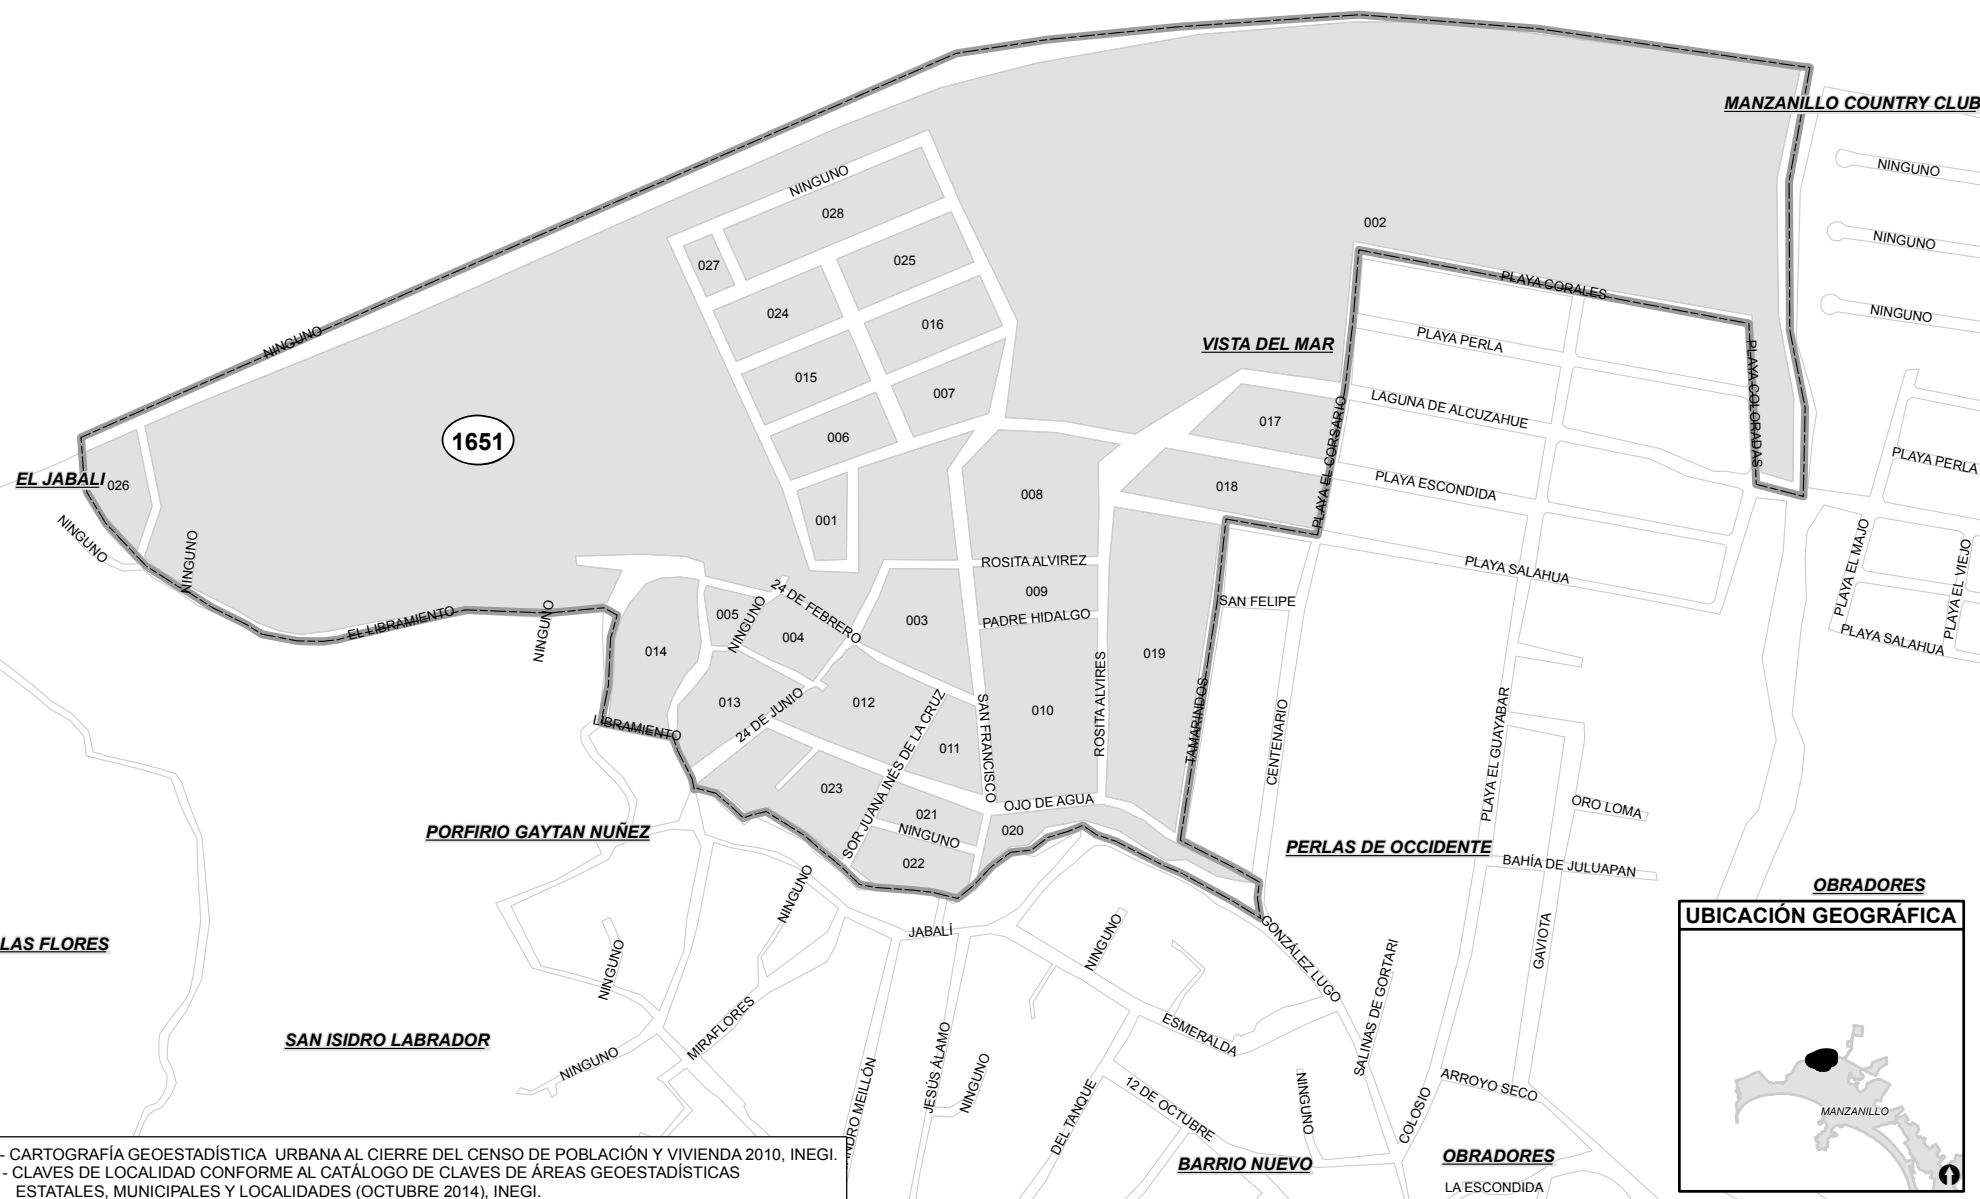 MANZANILLO COUNTRY CLUB
NINGUNO
NINGUNO
028
002
NINGUNO
025
027
PLAYA CORALES
024
NINGUNO
016
NINGUNO
PLAYA PERLA
VISTA DEL MAR
015
007
PLAYA COLORADAS
LAGUNA DE ALCUZAHUE
017
006
1651
PLAYA EL CORSARIO
PLAYA PERLA
EL JABALI
026
PLAYA ESCONDIDA
018
008
001
NINGUNO
NINGUNO
ROSITA ALVIREZ
PLAYA SALAHUA
PLAYA EL MAJO
PLAYA EL VIEJO
009
SAN FELIPE
24 DE FEBRERO
005
NINGUNO
PADRE HIDALGO
003
EL LIBRAMIENTO
NINGUNO
004
PLAYA SALAHUA
014
019
013
012
010
24 DE JUNIO
SAN FRANCISCO
ROSITA ALVIRES
TAMARINDOS
CENTENARIO
PLAYA EL GUAYABAR
LIBRAMIENTO
011
SOR JUANA INÉS DE LA CRUZ
023
OJO DE AGUA
ORO LOMA
021
NINGUNO
020
PORFIRIO GAYTAN NUÑEZ
022
PERLAS DE OCCIDENTE
BAHÍA DE JULUAPAN
OBRADORES
NINGUNO
UBICACIÓN GEOGRÁFICA
JABALÍ
NINGUNO
LAS FLORES
GONZÁLEZ LUGO
GAVIOTA
NINGUNO
SALINAS DE GORTARI
MIRAFLORES
ESMERALDA
SAN ISIDRO LABRADOR
NINGUNO
JESÚS ÁLAMO
NINGUNO
NDRO MEILLÓN
DEL TANQUE
12 DE OCTUBRE
NINGUNO
COLOSIO
ARROYO SECO
MANZANILLO
BARRIO NUEVO
OBRADORES
LA ESCONDIDA
- CARTOGRAFÍA GEOESTADÍSTICA URBANA AL CIERRE DEL CENSO DE POBLACIÓN Y VIVIENDA 2010, INEGI.
- CLAVES DE LOCALIDAD CONFORME AL CATÁLOGO DE CLAVES DE ÁREAS GEOESTADÍSTICAS
ESTATALES, MUNICIPALES Y LOCALIDADES (OCTUBRE 2014), INEGI.